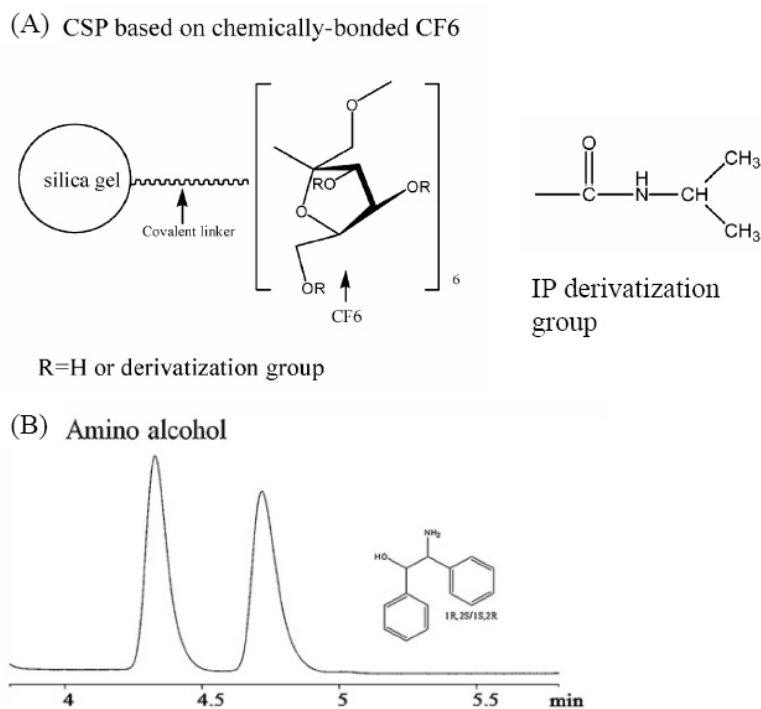 (A) CSP based on chemically-bonded CF6
silica gel
Covalent linker
O
RO
OR
O
OR
CF6
6
R=H or derivatization group
O
C
H
N
CH
CH3
CH3
IP derivatization
group
(B) Amino alcohol
NH2
HO
1R,2S/1S,2R
4 4.5 5 5.5 min